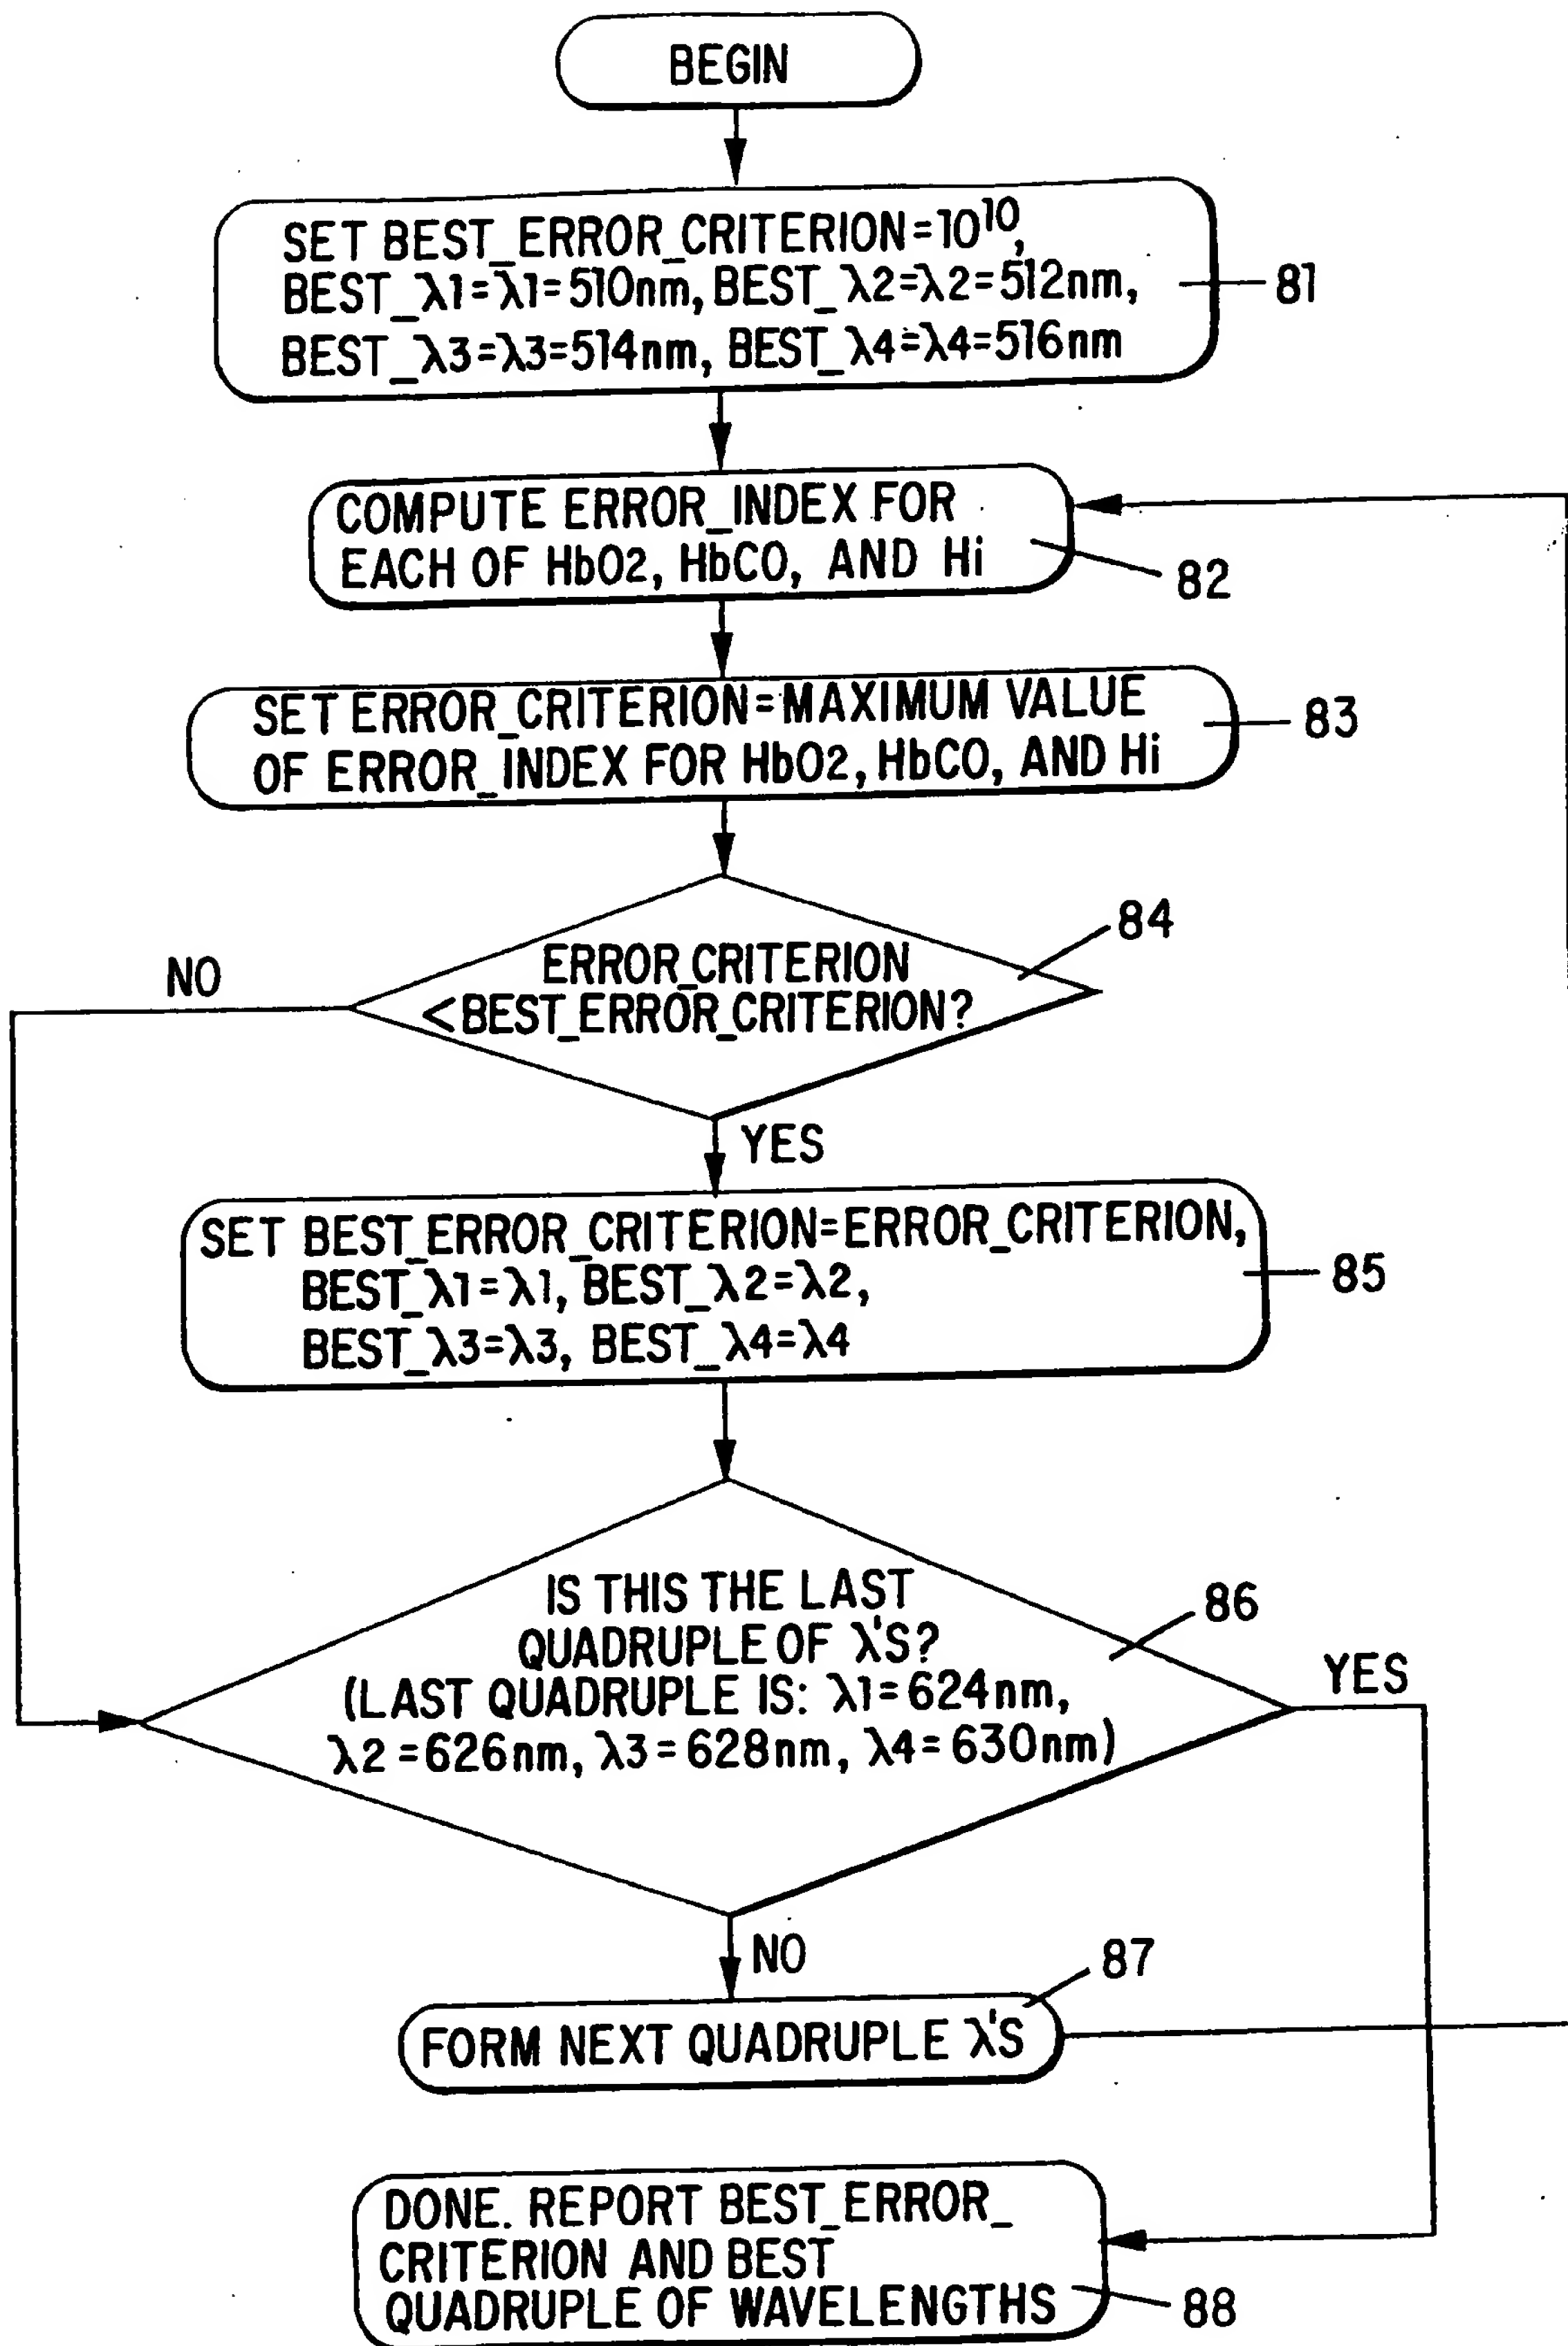 BEGIN
SET BEST_ERROR_CRITERION=10¹⁰,
BEST_λ1=λ1=510nm, BEST_λ2=λ2=512nm,
BEST_λ3=λ3=514nm, BEST_λ4=λ4=516nm
81
COMPUTE ERROR_INDEX FOR
EACH OF HbO2, HbCO, AND Hi
82
SET ERROR_CRITERION=MAXIMUM VALUE
OF ERROR_INDEX FOR HbO2, HbCO, AND Hi
83
84
ERROR_CRITERION
<BEST_ERROR_CRITERION?
NO
YES
SET BEST_ERROR_CRITERION=ERROR_CRITERION,
BEST_λ1=λ1, BEST_λ2=λ2,
BEST_λ3=λ3, BEST_λ4=λ4
85
IS THIS THE LAST
QUADRUPLE OF λ'S?
(LAST QUADRUPLE IS: λ1=624nm,
λ2=626nm, λ3=628nm, λ4=630nm)
86
YES
NO
87
FORM NEXT QUADRUPLE λ'S
DONE. REPORT BEST_ERROR_
CRITERION AND BEST
QUADRUPLE OF WAVELENGTHS
88